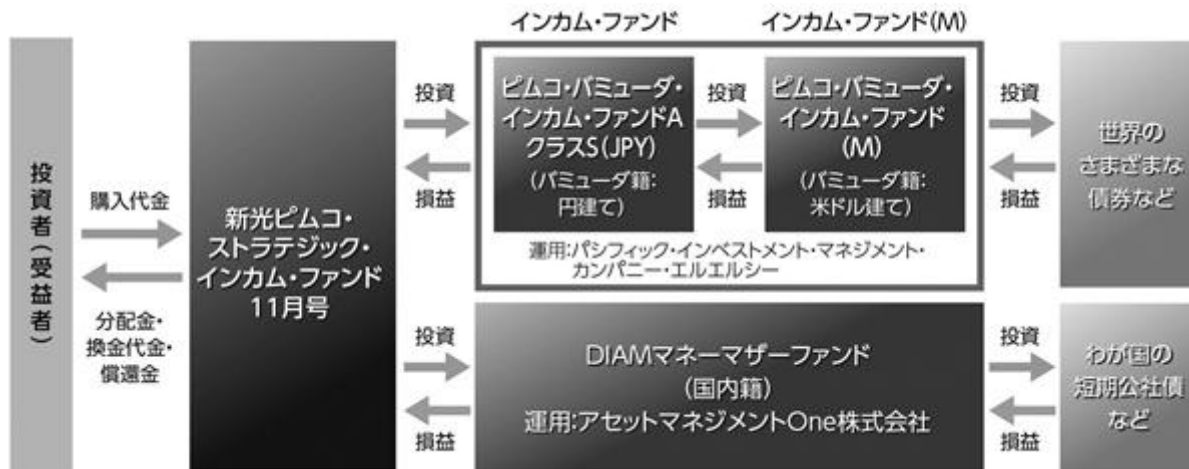 インカム・ファンド
インカム・ファンド(M)
投資者(受益者)
購入代金
分配金・
換金代金・
償還金
新光ピムコ・
ストラテジック・
インカム・ファンド
11月号
投資
損益
ピムコ・バミューダ・
インカム・ファンドA
クラスS(JPY)
(バミューダ籍:
円建て)
投資
損益
ピムコ・バミューダ・
インカム・ファンド
(M)
(バミューダ籍:
米ドル建て)
運用:パシフィック・インベストメント・マネジメント・
カンパニー・エルエルシー
投資
損益
世界の
さまざまな
債券など
投資
損益
DIAMマネーマザーファンド
(国内籍)
運用:アセットマネジメントOne株式会社
投資
損益
わが国の
短期公社債
など